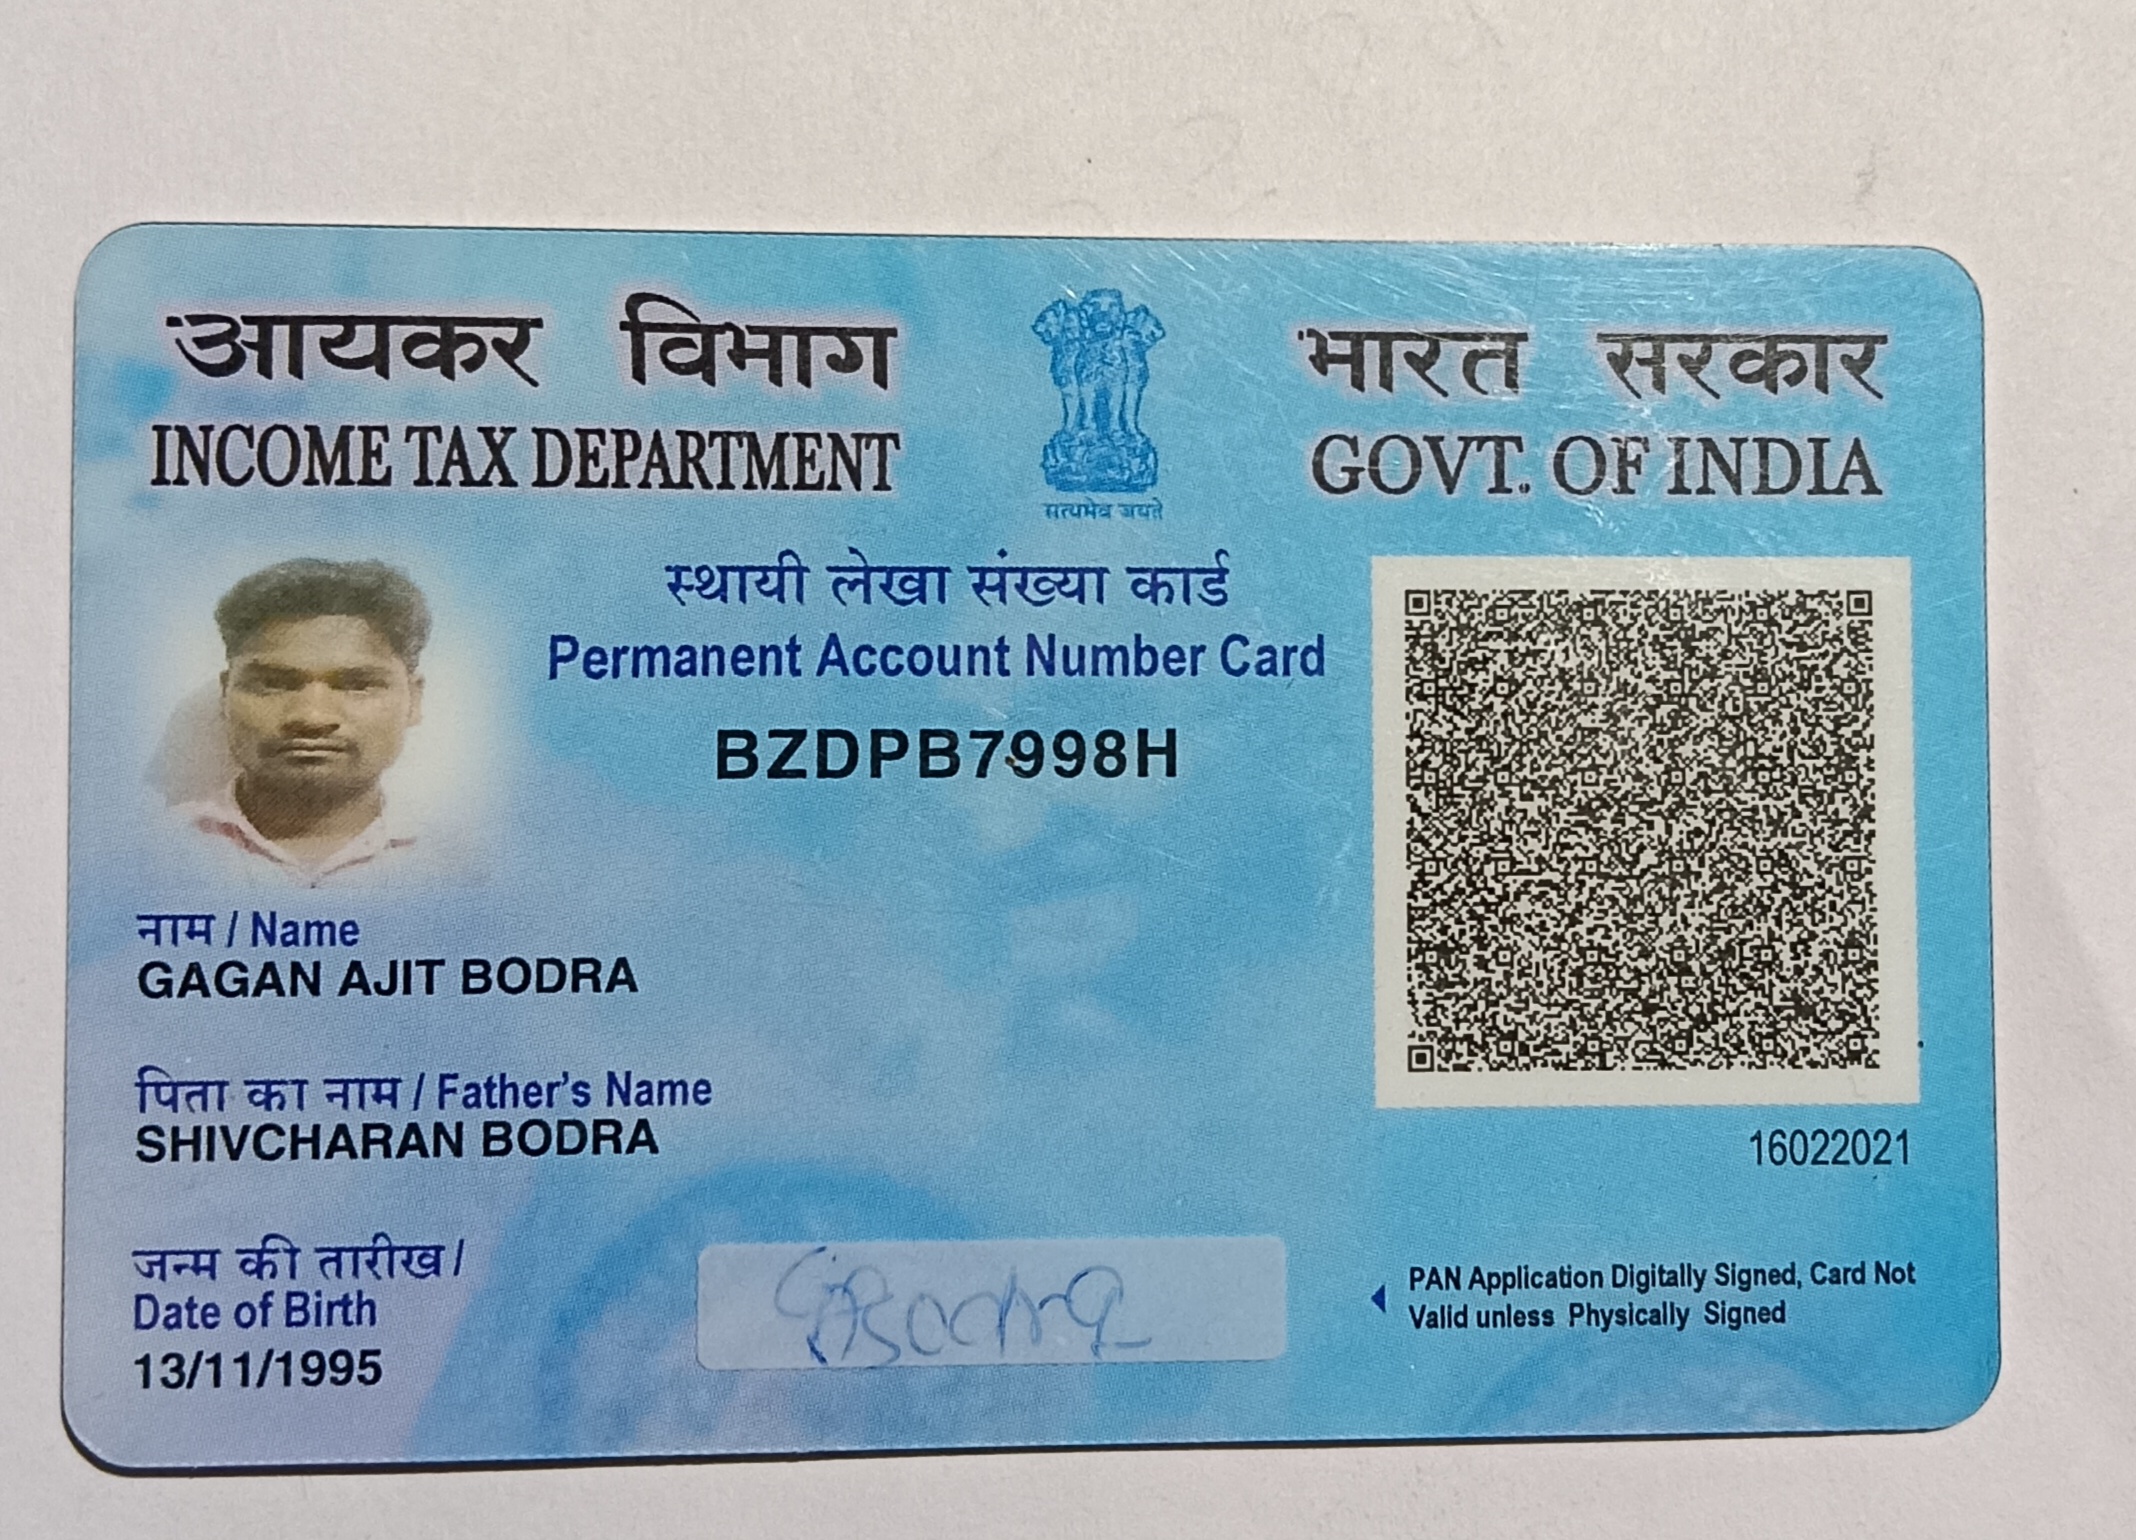 आयकर विभाग
INCOME TAX DEPARTMENT
सत्यमेव जयते
भारत सरकार
GOVT. OF INDIA
स्थायी लेखा संख्या कार्ड
Permanent Account Number Card
BZDPB7998H
नाम / Name
GAGAN AJIT BODRA
पिता का नाम / Father's Name
SHIVCHARAN BODRA
16022021
जन्म की तारीख /
Date of Birth
13/11/1995
GABodra
PAN Application Digitally Signed, Card Not
Valid unless Physically Signed